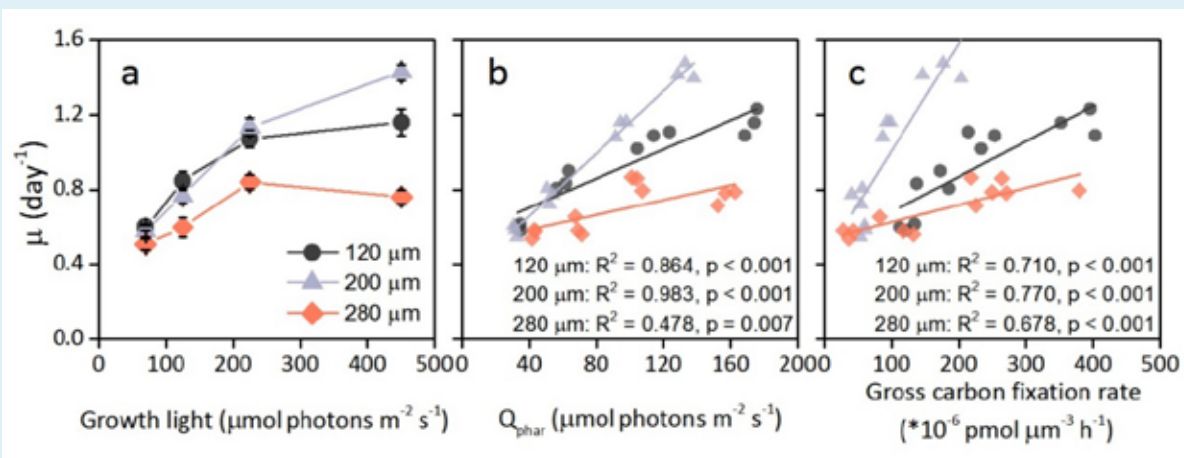 1.6
1.2
0.8
0.4
0.0
μ (day⁻¹)
a
120 μm
200 μm
280 μm
0 100 200 300 400 500
Growth light (μmol photons m⁻² s⁻¹)
b
120 μm: R² = 0.864, p < 0.001
200 μm: R² = 0.983, p < 0.001
280 μm: R² = 0.478, p = 0.007
0 40 80 120 160 200
Q_phar (μmol photons m⁻² s⁻¹)
c
120 μm: R² = 0.710, p < 0.001
200 μm: R² = 0.770, p < 0.001
280 μm: R² = 0.678, p < 0.001
0 100 200 300 400 500
Gross carbon fixation rate
(*10⁻⁶ pmol μm⁻³ h⁻¹)